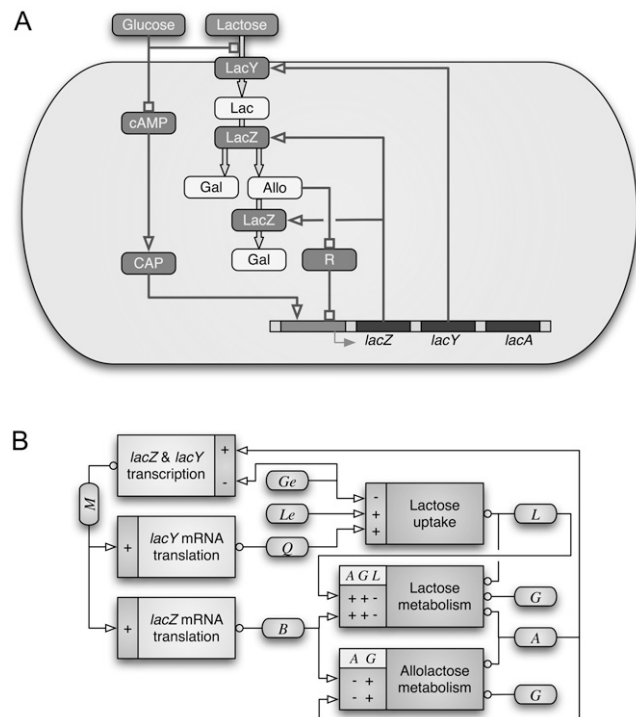 A
Glucose
Lactose
LacY
Lac
cAMP
LacZ
Gal
Allo
LacZ
CAP
Gal
R
lacZ
lacY
lacA
B
lacZ & lacY
transcription
+
-
M
Ge
Le
Q
-
+
+
Lactose
uptake
L
+
lacY mRNA
translation
A G L
+ + -
+ + -
Lactose
metabolism
G
+
lacZ mRNA
translation
B
A
A G
- +
- +
Allolactose
metabolism
G